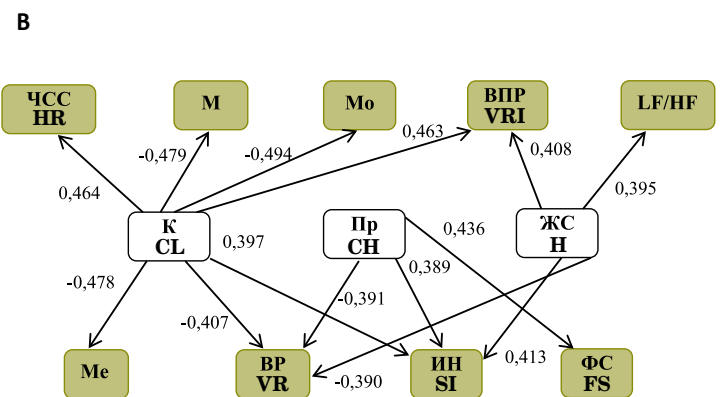 В
ЧСС
HR
М
Мо
ВПР
VRI
LF/HF
0,464
-0,479
-0,494
0,463
0,408
0,395
К
CL
Пр
CH
ЖС
H
0,397
0,436
-0,478
-0,407
-0,391
0,389
-0,390
0,413
Ме
ВР
VR
ИН
SI
ФС
FS